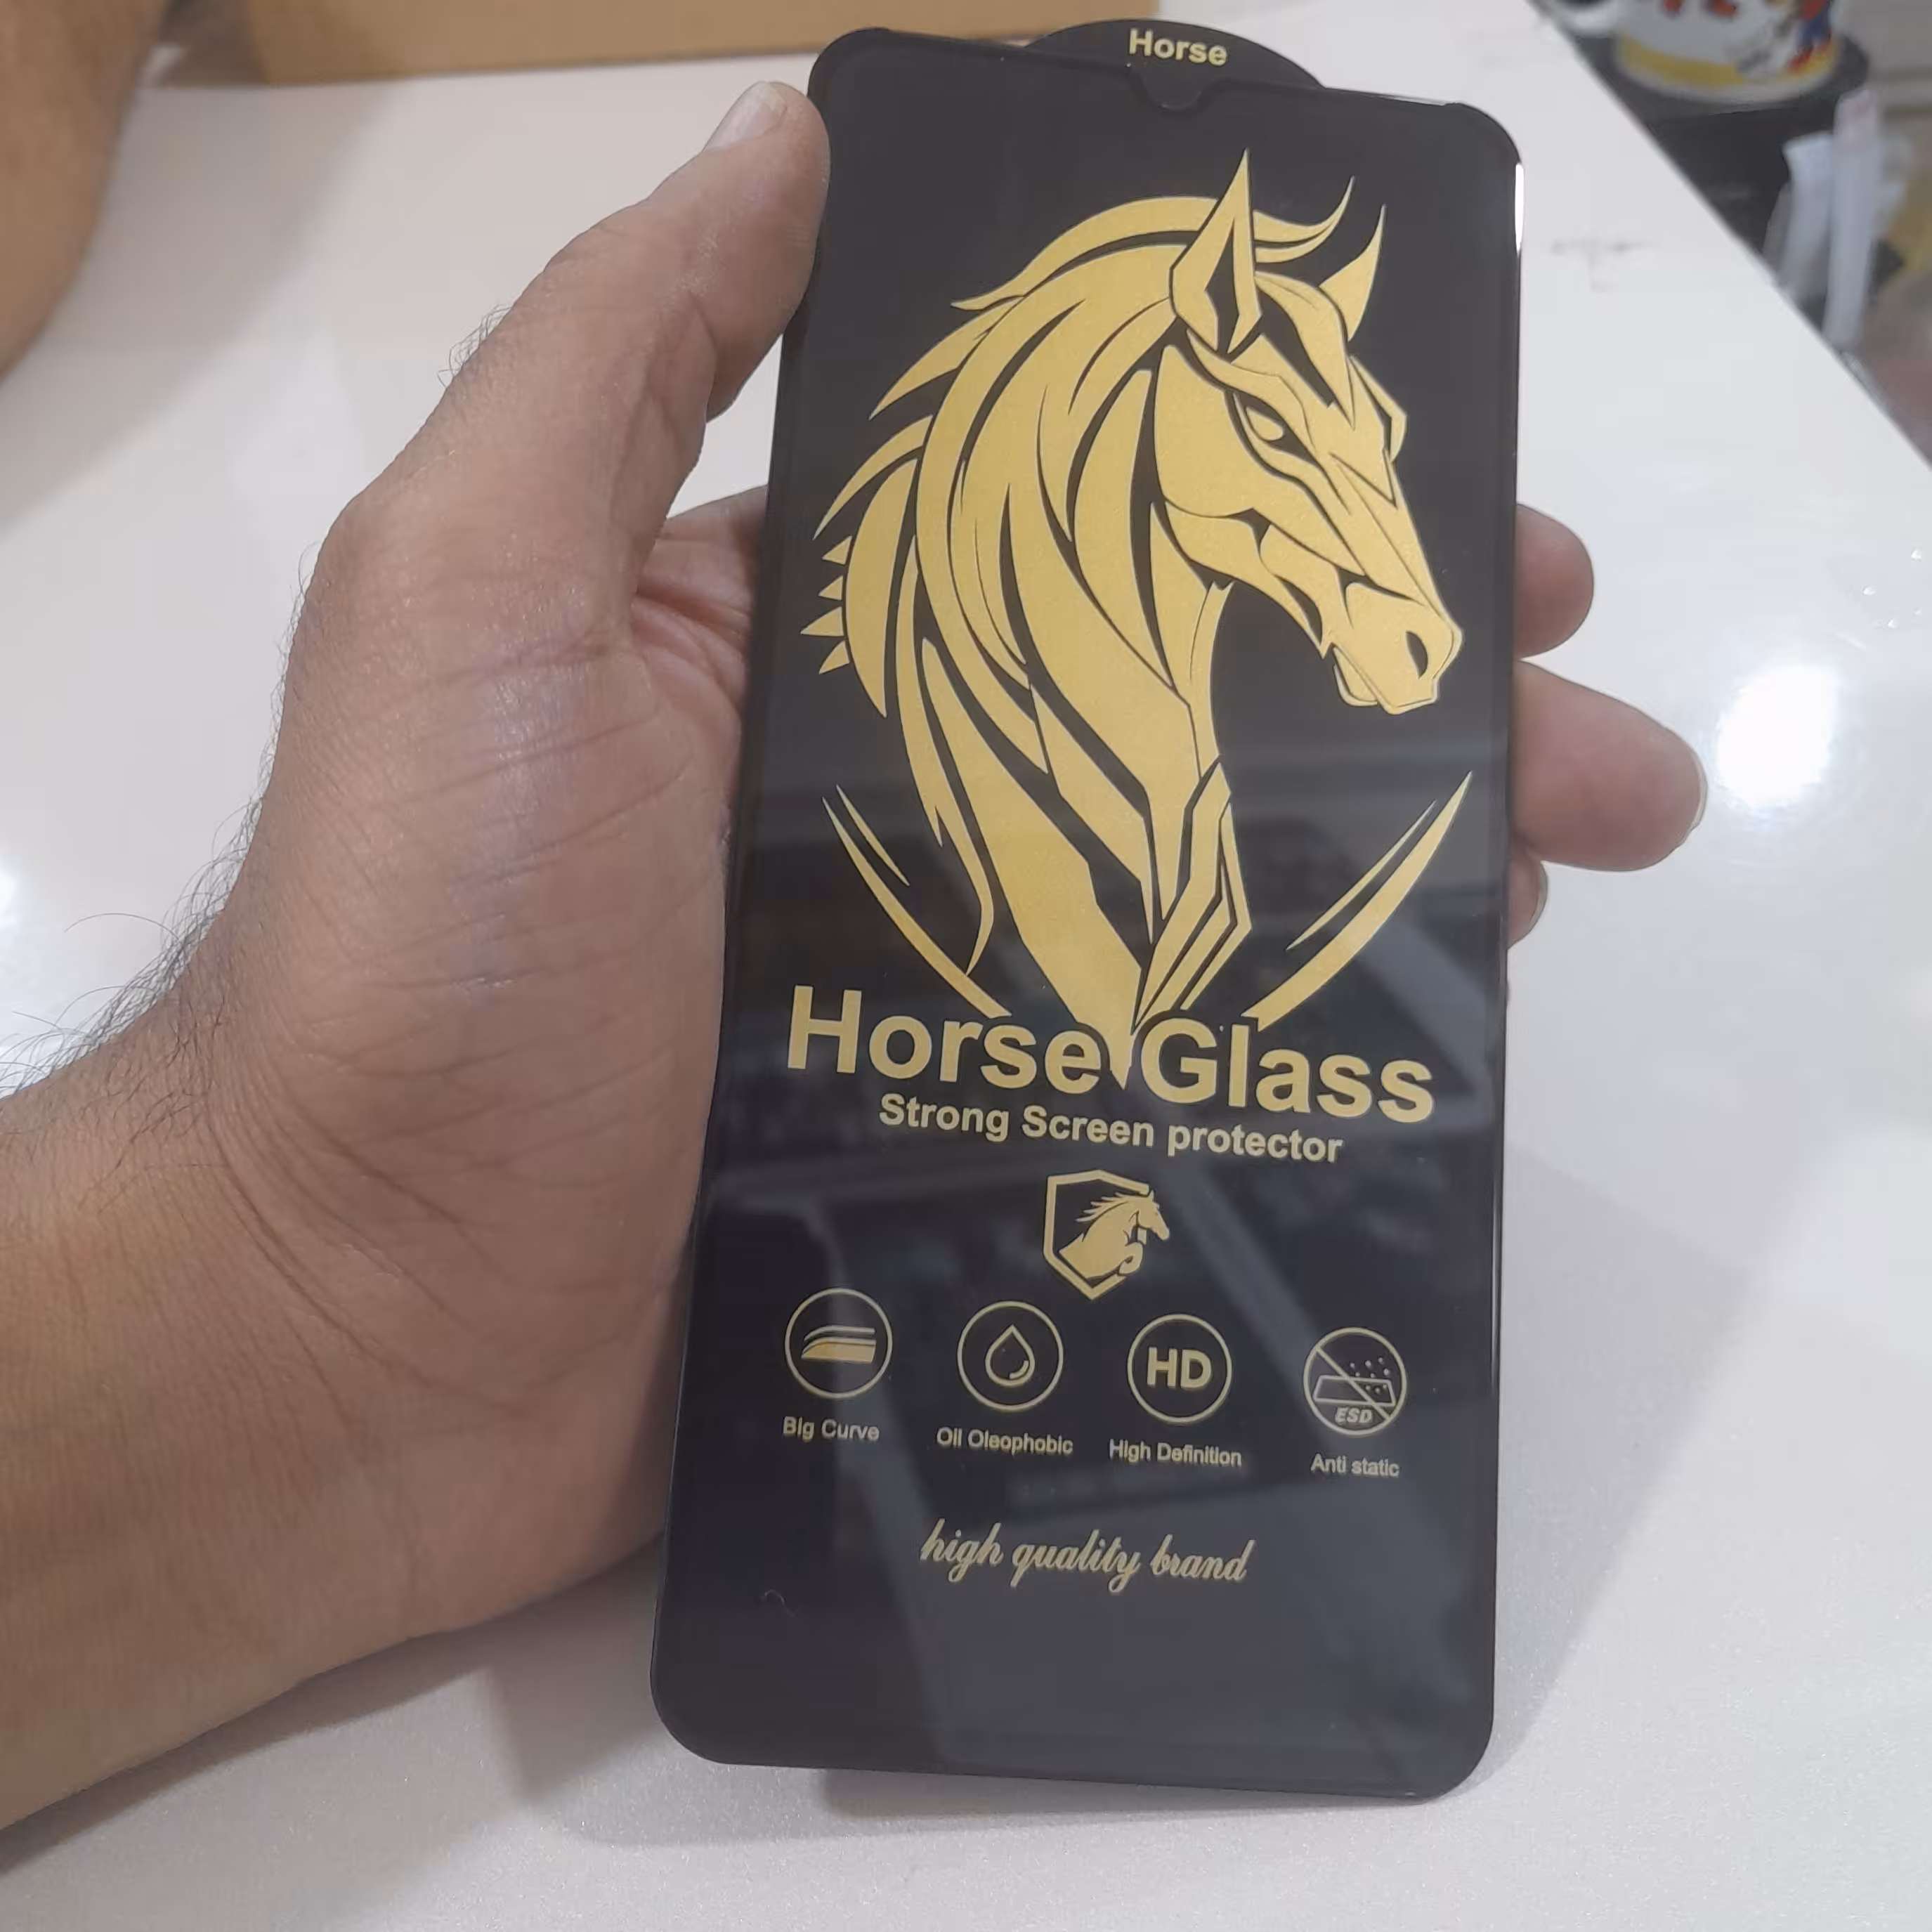 Horse
Horse Glass
Strong Screen protector
HD
ESD
Big Curve
Oil Oleophobic
High Definition
Anti static
high quality brand